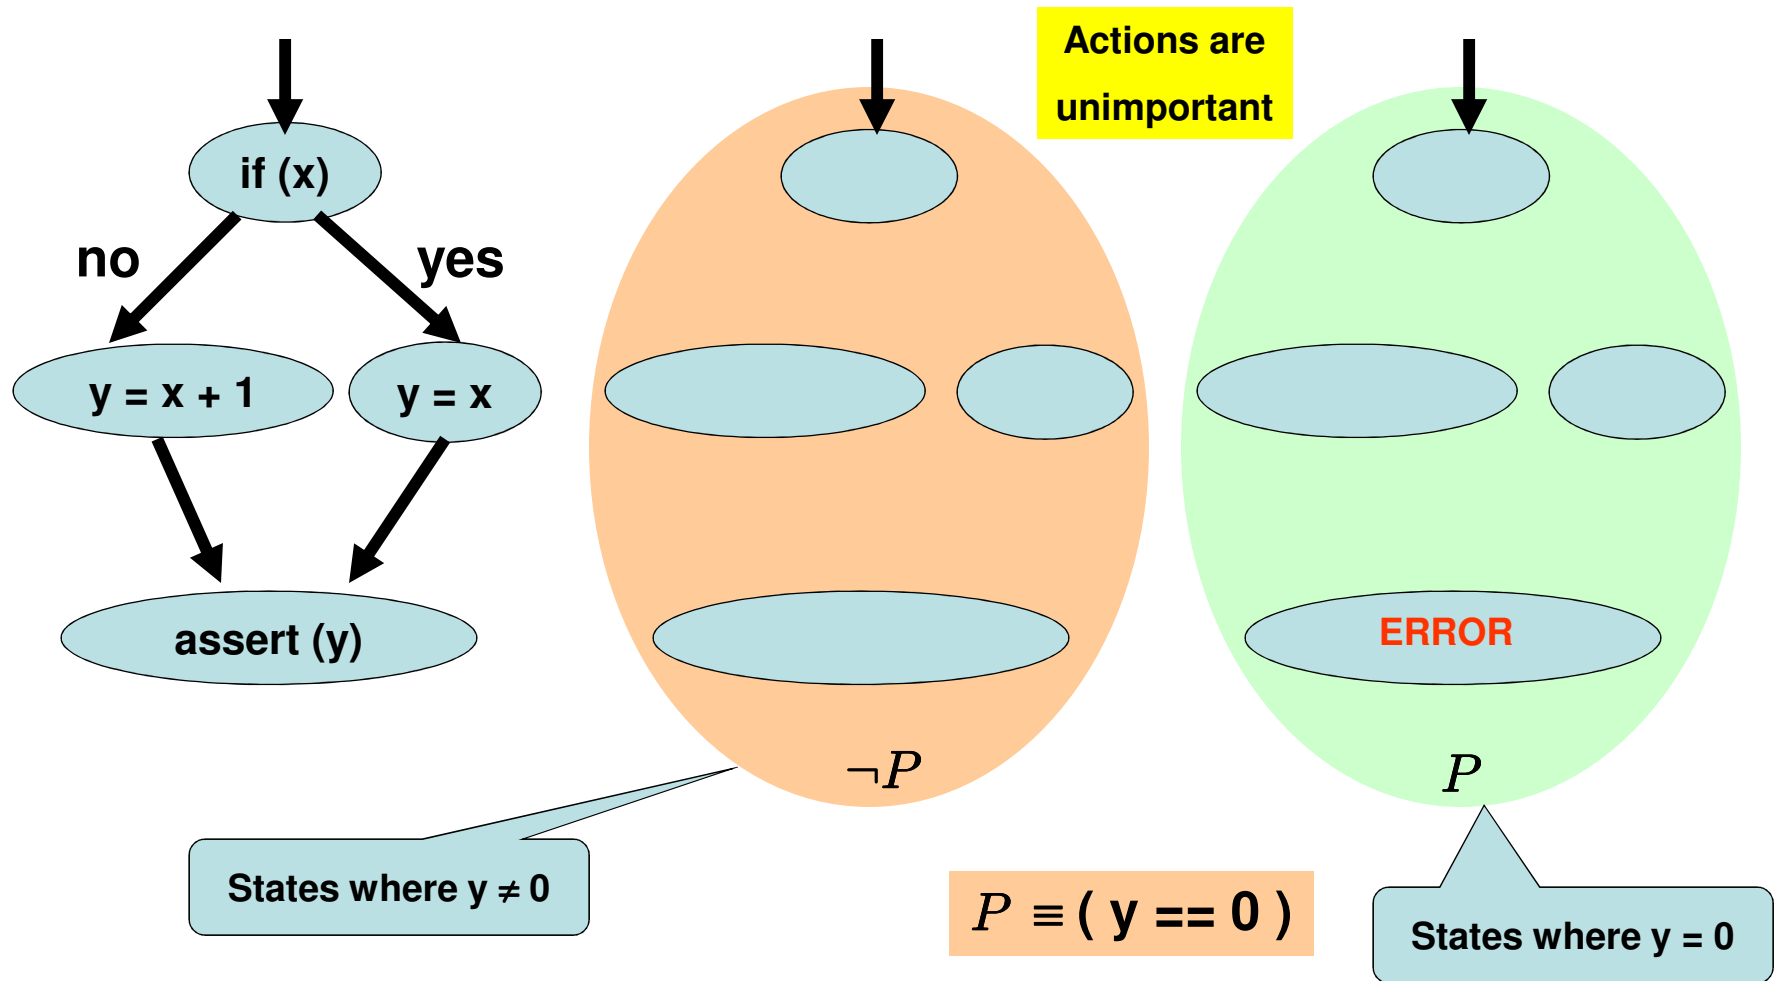 Actions are
unimportant
if (x)
no
yes
y = x + 1
y = x
assert (y)
ERROR
¬P
P
States where y ≠ 0
P ≡ ( y == 0 )
States where y = 0